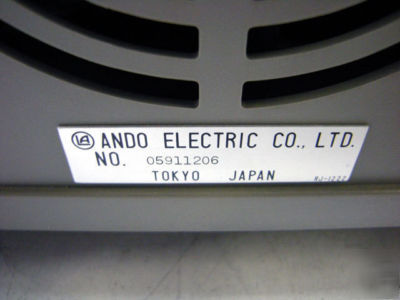 ANDO ELECTRIC CO., LTD.
NO. 05911206
TOKYO JAPAN